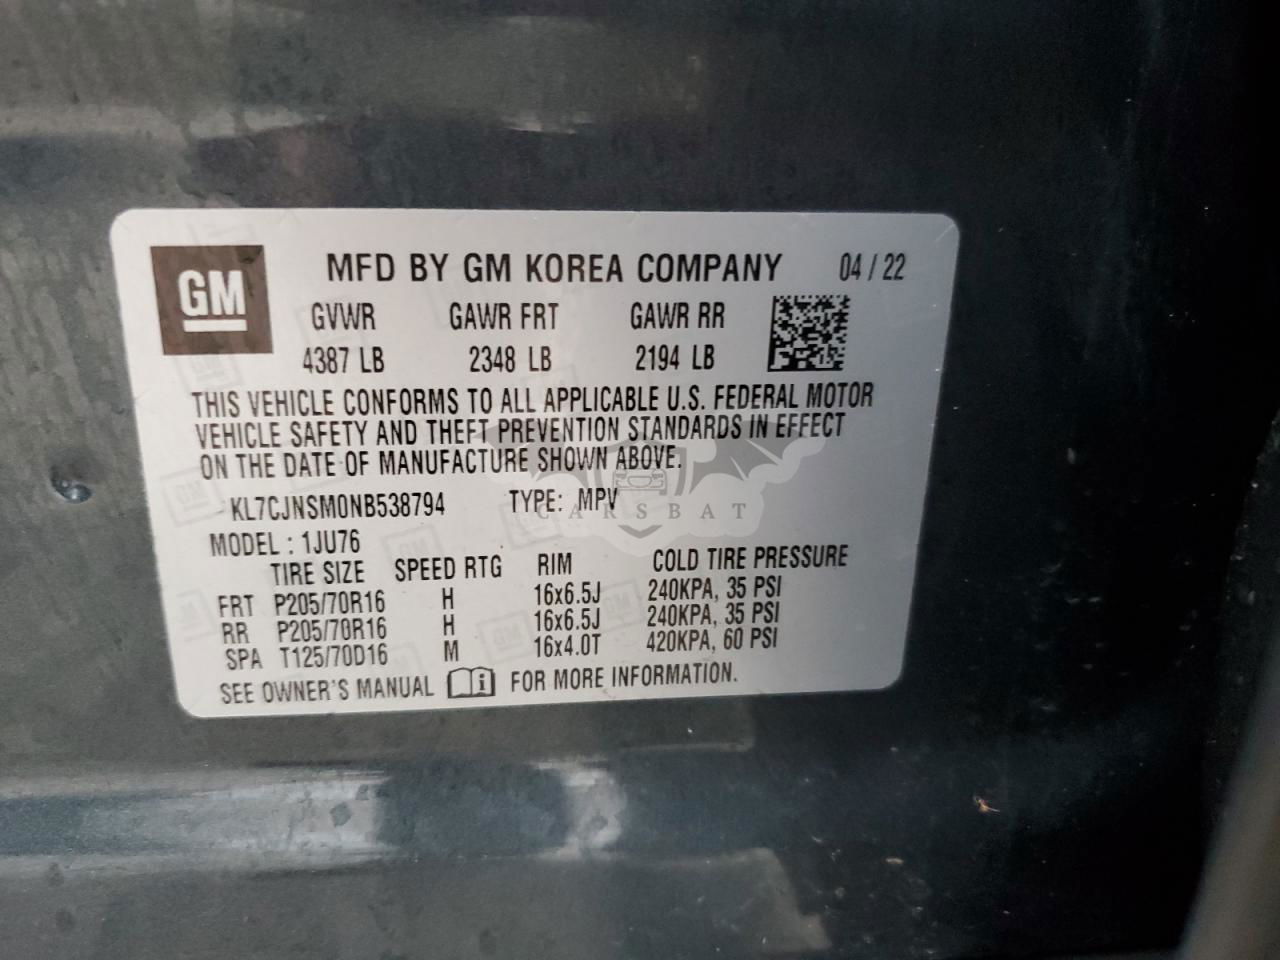 GM
MFD BY GM KOREA COMPANY 04 / 22
GVWR GAWR FRT GAWR RR
4387 LB 2348 LB 2194 LB
THIS VEHICLE CONFORMS TO ALL APPLICABLE U.S. FEDERAL MOTOR
VEHICLE SAFETY AND THEFT PREVENTION STANDARDS IN EFFECT
ON THE DATE OF MANUFACTURE SHOWN ABOVE.
KL7CJNSM0NB538794 TYPE: MPV
CARSBAT
MODEL : 1JU76
TIRE SIZE SPEED RTG RIM COLD TIRE PRESSURE
FRT P205/70R16 H 16x6.5J 240KPA, 35 PSI
RR P205/70R16 H 16x6.5J 240KPA, 35 PSI
SPA T125/70D16 M 16x4.0T 420KPA, 60 PSI
SEE OWNER'S MANUAL i FOR MORE INFORMATION.